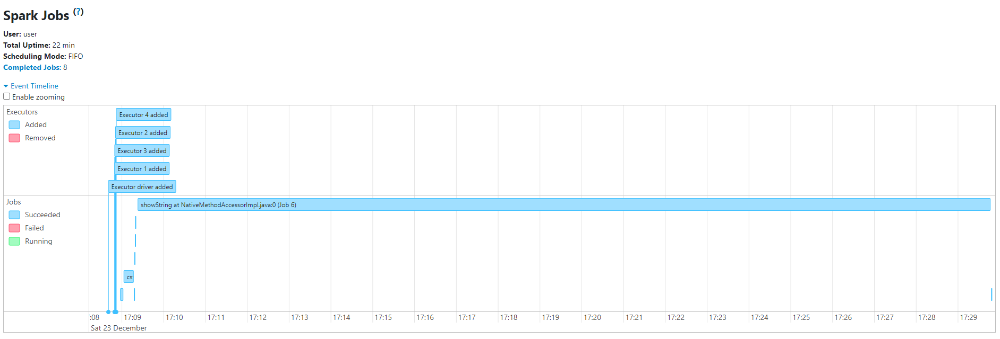 Spark Jobs (?)
User: user
Total Uptime: 22 min
Scheduling Mode: FIFO
Completed Jobs: 8
Event Timeline
Enable zooming
Executors
Added
Removed
Executor 4 added
Executor 2 added
Executor 3 added
Executor 1 added
Executor driver added
Jobs
Succeeded
Failed
Running
showString at NativeMethodAccessorImpl.java:0 (Job 6)
cs
:08 17:09 17:10 17:11 17:12 17:13 17:14 17:15 17:16 17:17 17:18 17:19 17:20 17:21 17:22 17:23 17:24 17:25 17:26 17:27 17:28 17:29
Sat 23 December